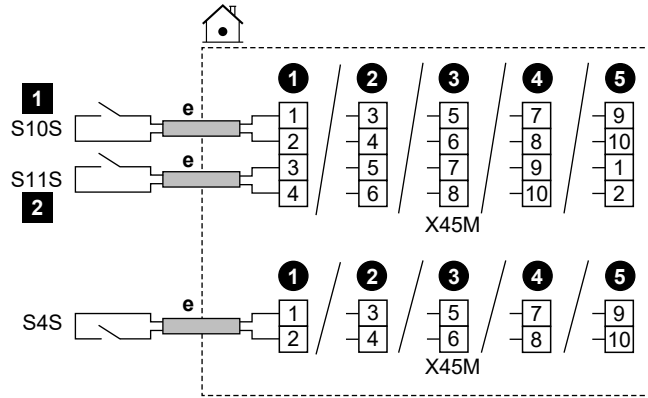 1 2 3 4 5
1
S10S e 1 3 5 7 9
2 4 6 8 10
S11S e 3 5 7 9 1
2 4 6 8 10 2
X45M
1 2 3 4 5
S4S e 1 3 5 7 9
2 4 6 8 10
X45M